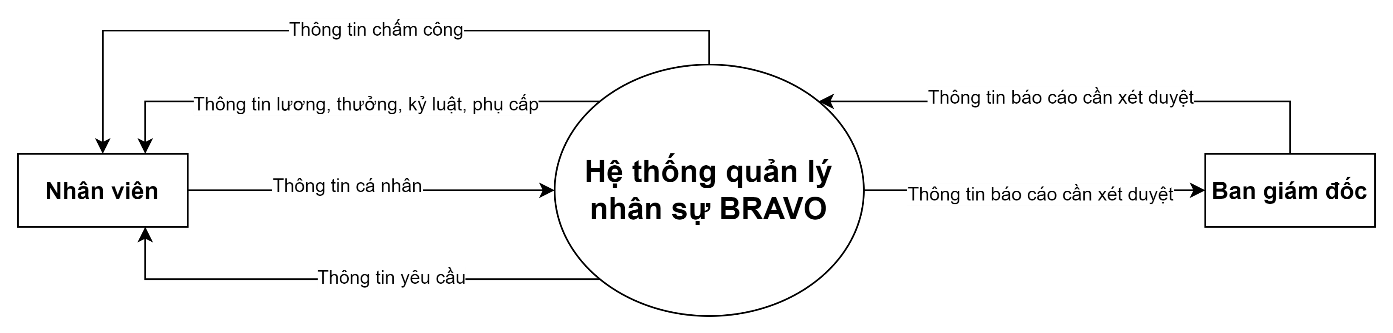 Thông tin chấm công
Thông tin lương, thưởng, kỷ luật, phụ cấp
Thông tin báo cáo cần xét duyệt
Nhân viên
Thông tin cá nhân
Hệ thống quản lý
nhân sự BRAVO
Thông tin báo cáo cần xét duyệt
Ban giám đốc
Thông tin yêu cầu